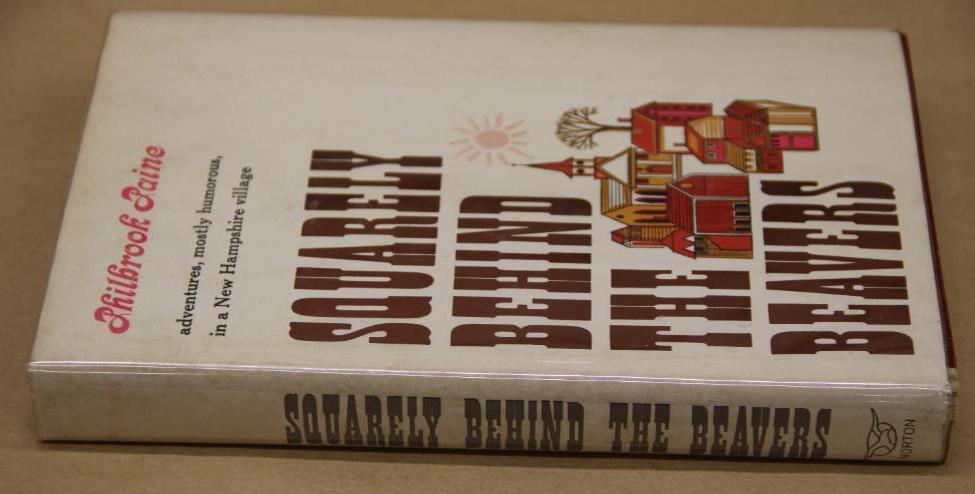 Philbrook Paine
adventures, mostly humorous,
in a New Hampshire village
SQUARELY
BEHIND
THE
BEAVERS
SQUARELY BEHIND THE BEAVERS
NORTON